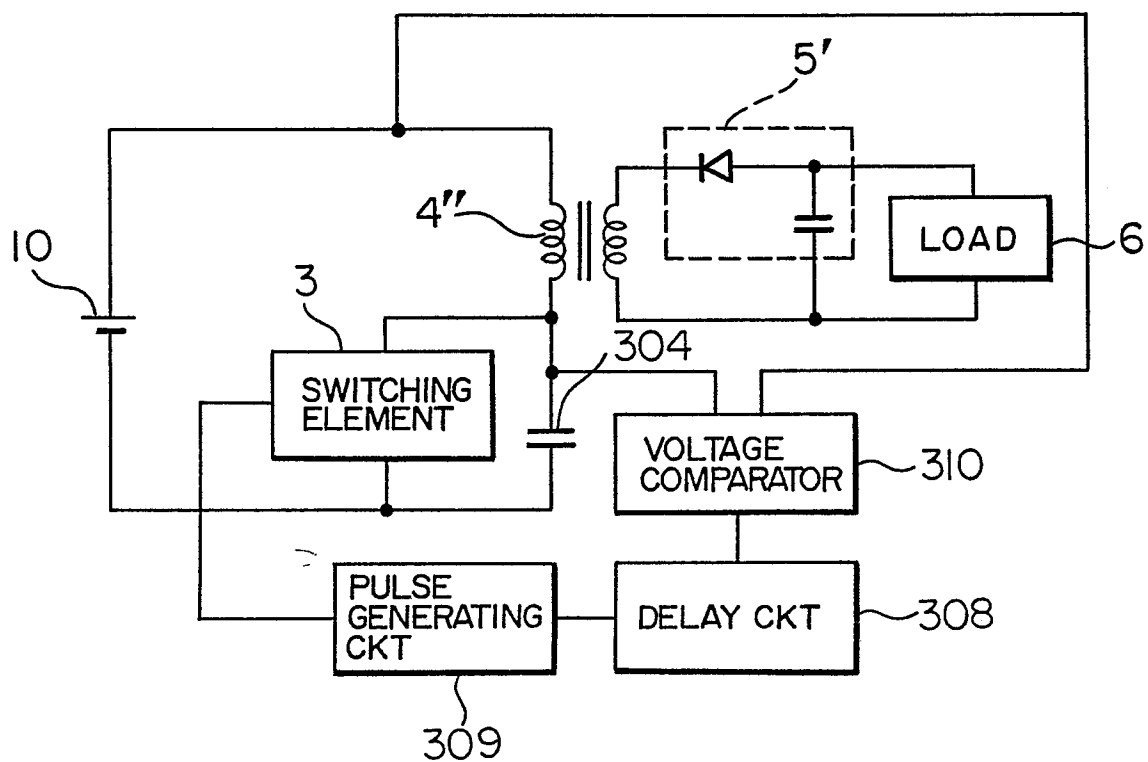 5'
4"
10
LOAD
6
3
304
SWITCHING
ELEMENT
VOLTAGE
COMPARATOR
310
PULSE
GENERATING
CKT
DELAY CKT
308
309